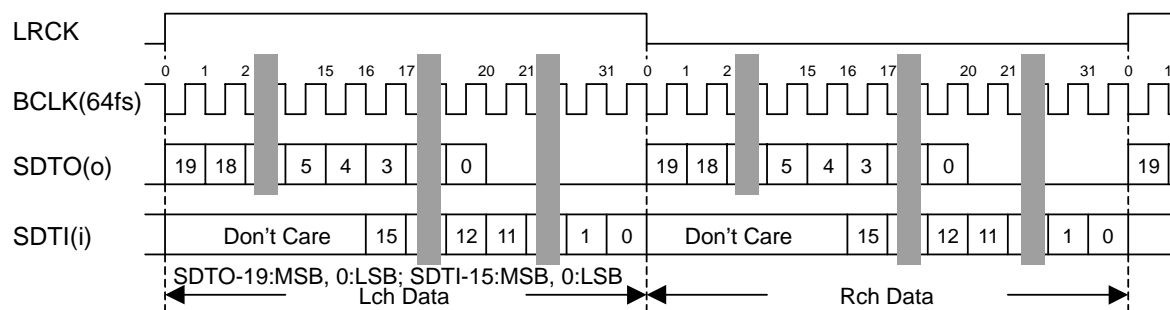 LRCK
0 1 2 15 16 17 20 21 31 0 1 2 15 16 17 20 21 31 0 1
BCLK(64fs)
SDTO(o) 19 18 5 4 3 0 19 18 5 4 3 0 19
SDTI(i) Don't Care 15 12 11 1 0 Don't Care 15 12 11 1 0
SDTO-19:MSB, 0:LSB; SDTI-15:MSB, 0:LSB
Lch Data Rch Data